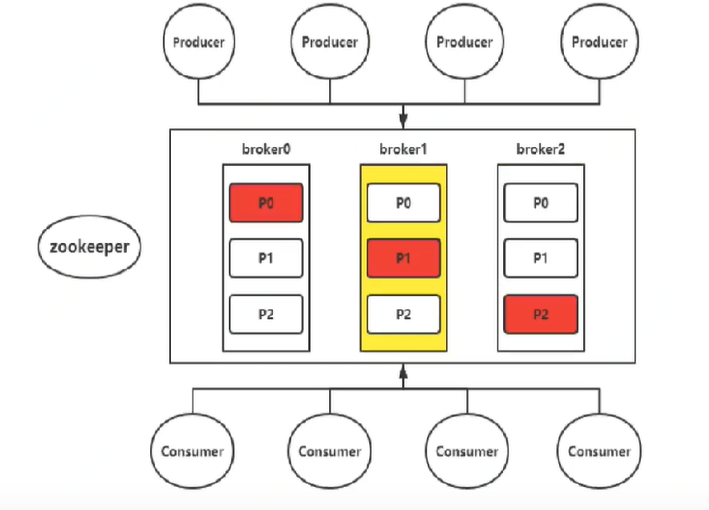 Producer Producer Producer Producer
broker0 broker1 broker2
P0 P0 P0
zookeeper
P1 P1 P1
P2 P2 P2
Consumer Consumer Consumer Consumer